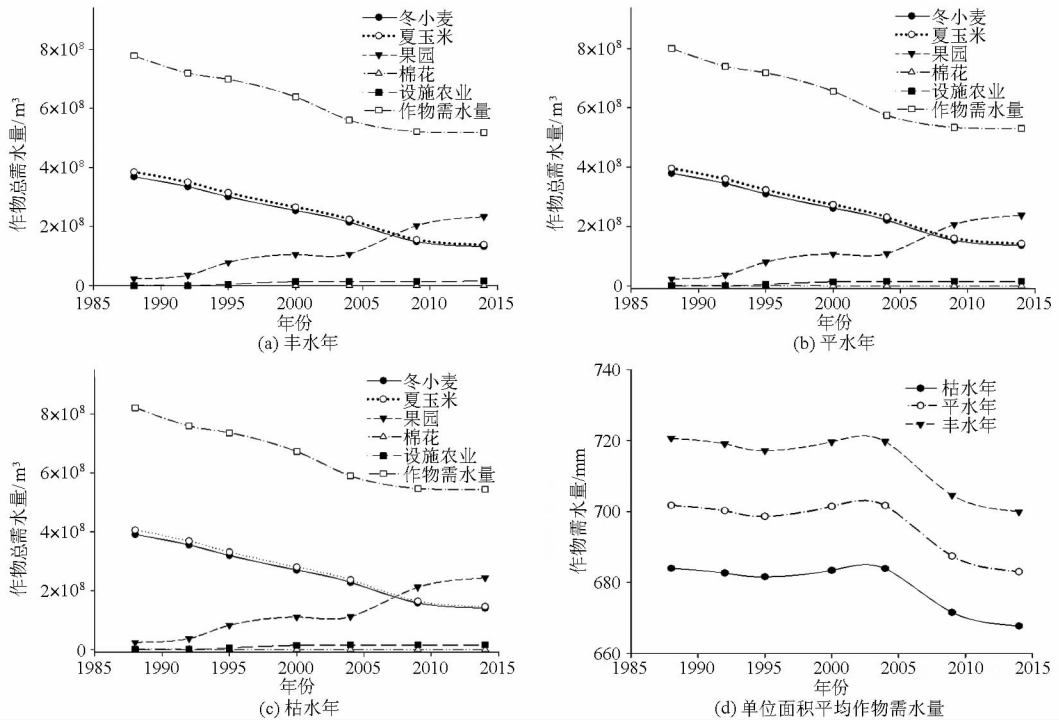 冬小麦
夏玉米
果园
棉花
设施农业
作物需水量
作物总需水量/m³
8×10⁸
6×10⁸
4×10⁸
2×10⁸
0
1985 1990 1995 2000 2005 2010 2015
年份
(a) 丰水年
冬小麦
夏玉米
果园
棉花
设施农业
作物需水量
作物总需水量/m³
8×10⁸
6×10⁸
4×10⁸
2×10⁸
0
1985 1990 1995 2000 2005 2010 2015
年份
(b) 平水年
冬小麦
夏玉米
果园
棉花
设施农业
作物需水量
作物总需水量/m³
8×10⁸
6×10⁸
4×10⁸
2×10⁸
0
1985 1990 1995 2000 2005 2010 2015
年份
(c) 枯水年
枯水年
平水年
丰水年
作物需水量/mm
740
720
700
680
660
1985 1990 1995 2000 2005 2010 2015
年份
(d) 单位面积平均作物需水量